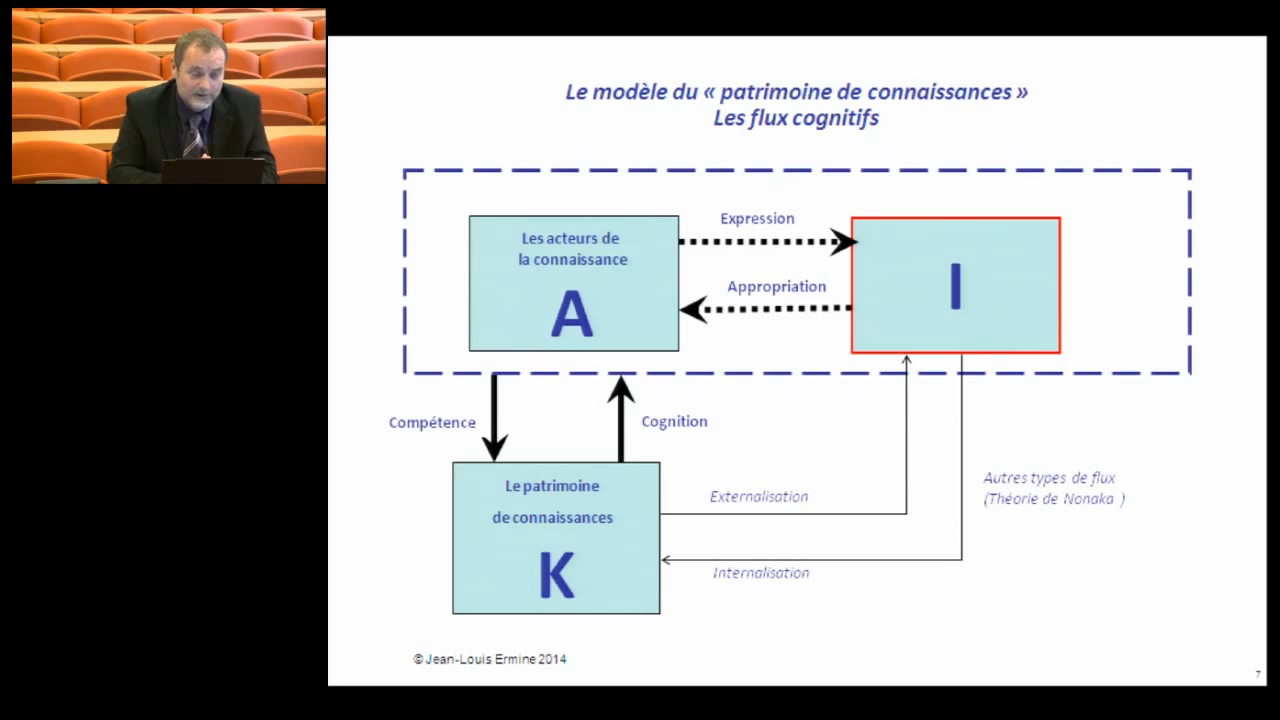 Le modèle du « patrimoine de connaissances »
Les flux cognitifs
Les acteurs de
la connaissance
A
Expression
Appropriation
I
Compétence
Cognition
Le patrimoine
de connaissances
K
Externalisation
Internalisation
Autres types de flux
(Théorie de Nonaka )
© Jean-Louis Ermine 2014
7